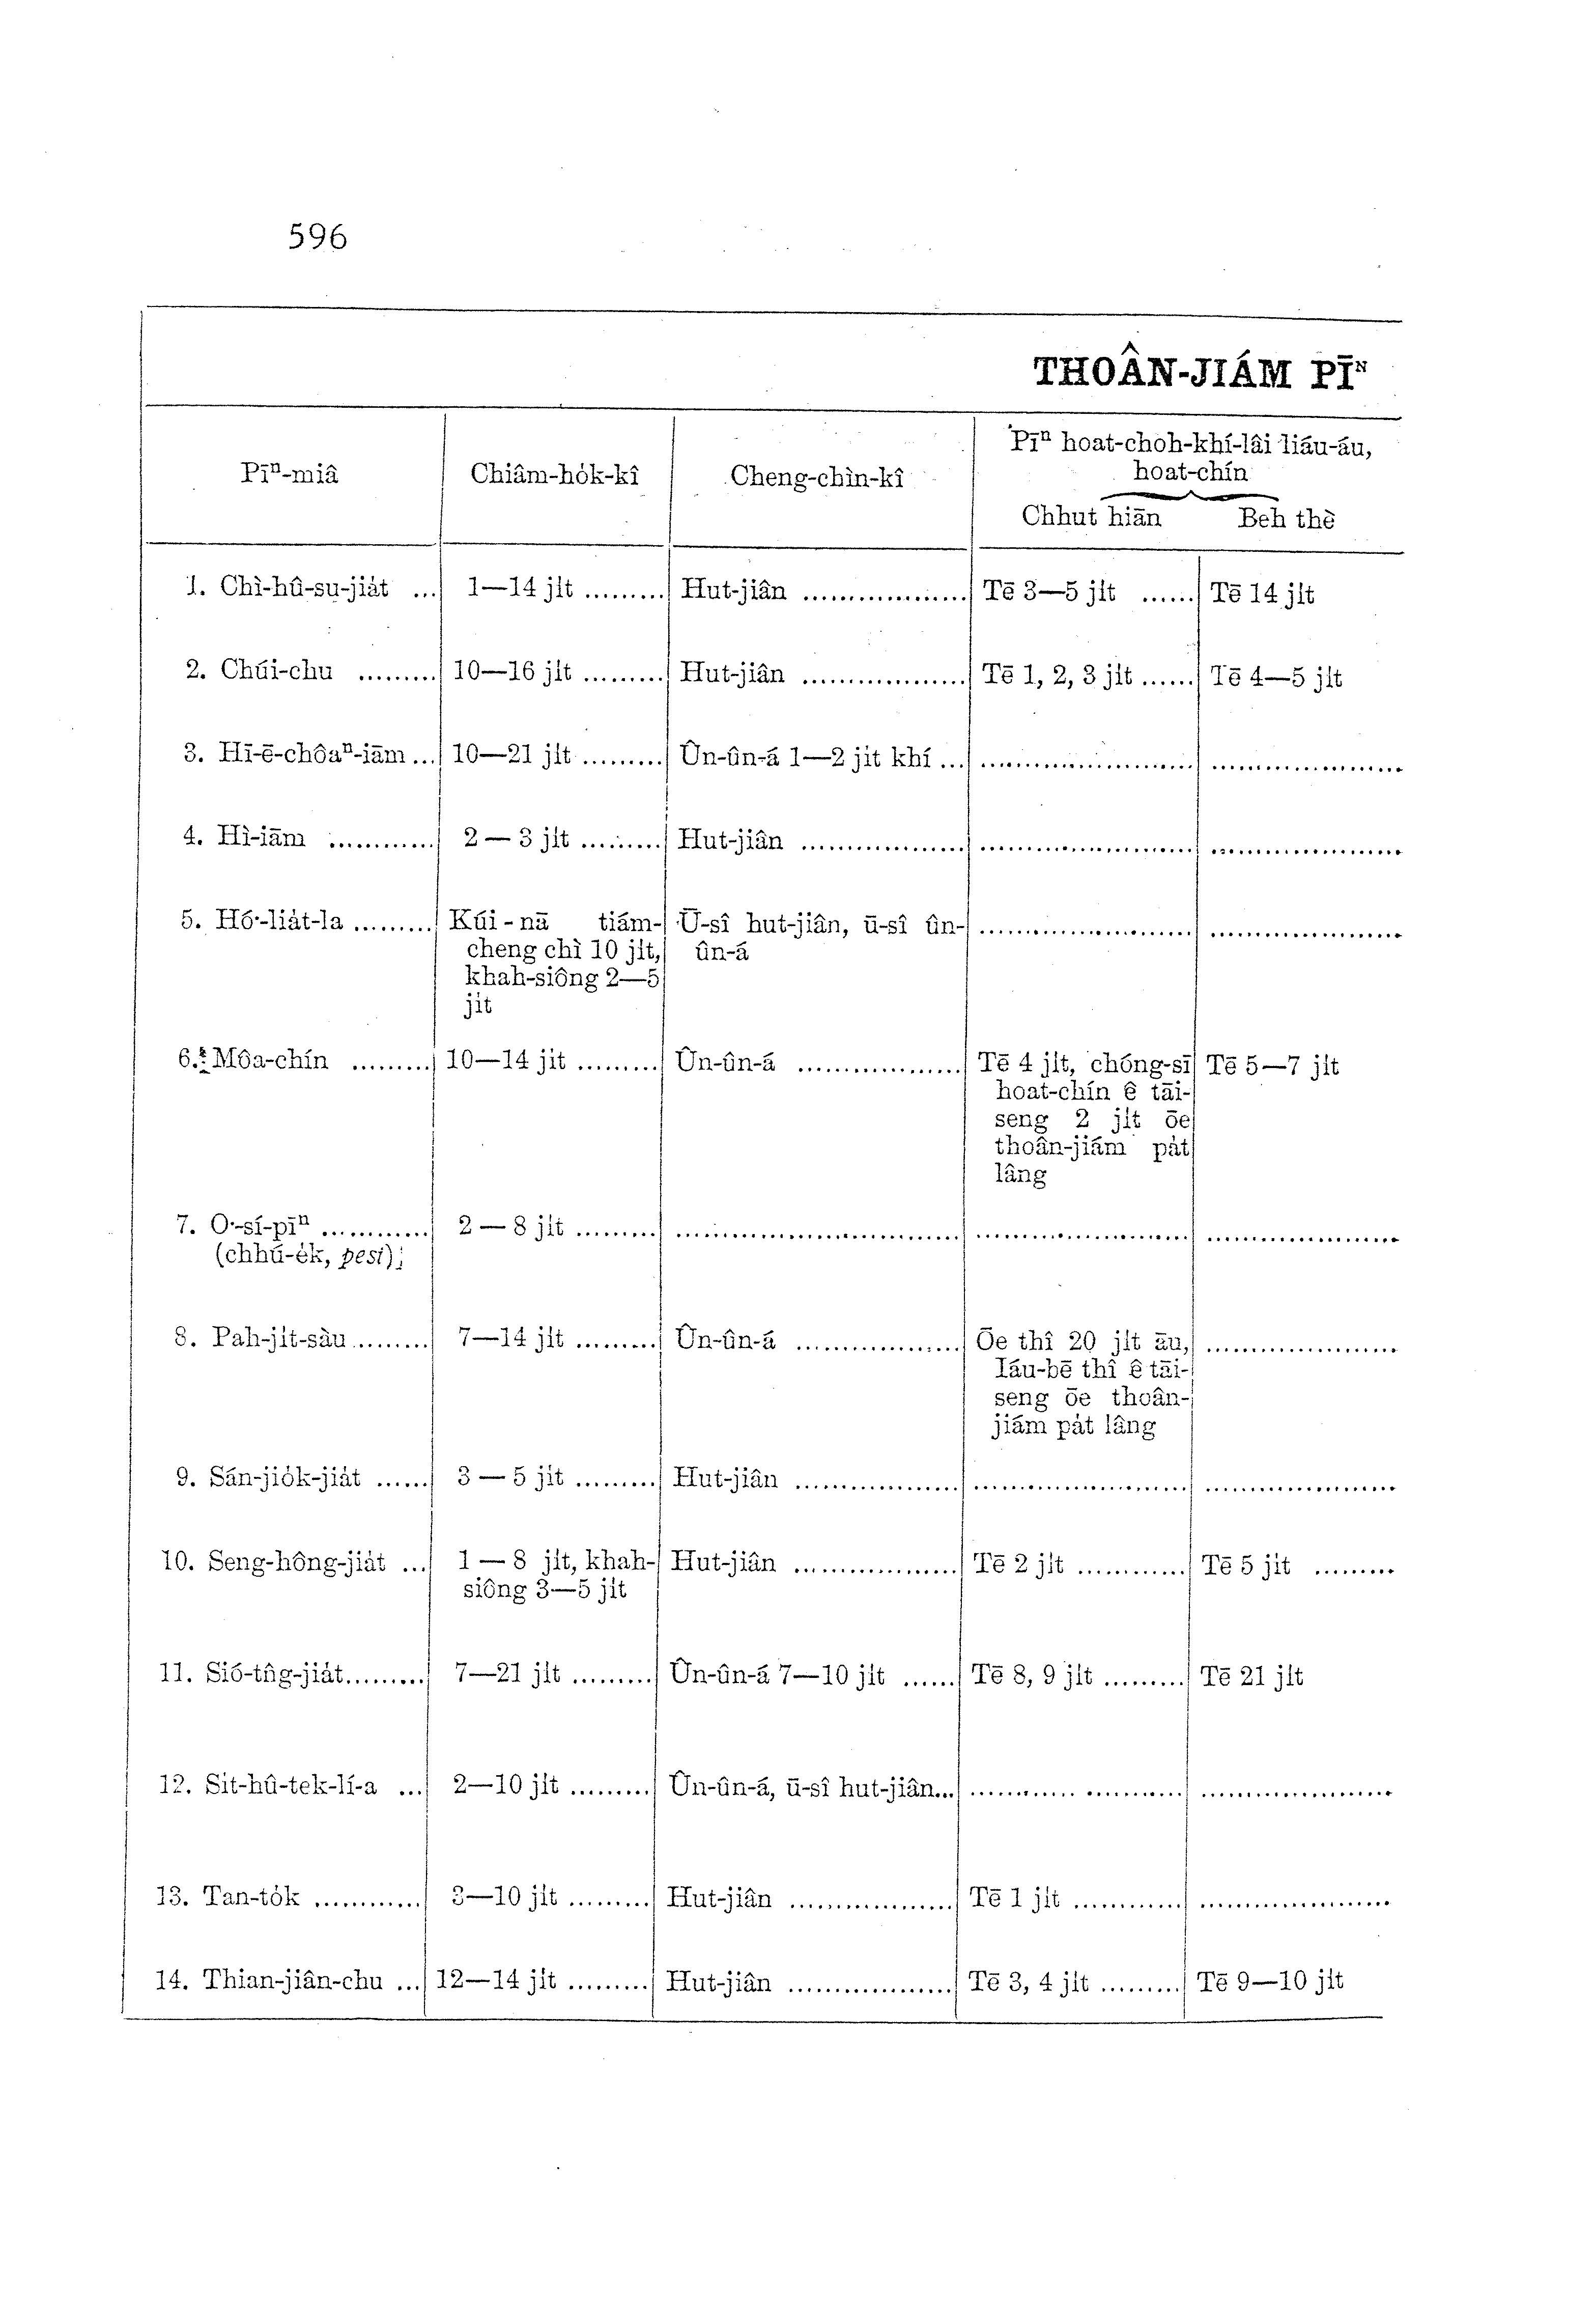 596
THOÂN-JIÁM PĪᴺ
Pīⁿ-miâ
Chiâm-ho̍k-kî
Cheng-chìn-kî
Pīⁿ hoat-choh-khí-lâi liáu-áu,
hoat-chín
Chhut hiān Beh thè
1. Chì-hû-su-jia̍t ... 1—14 ji̍t ......... Hut-jiân .................. Tē 3—5 ji̍t ...... Tē 14 ji̍t
2. Chúi-chu ......... 10—16 ji̍t ......... Hut-jiân .................. Tē 1, 2, 3 ji̍t ...... Tē 4—5 ji̍t
3. Hī-ē-chôaⁿ-iām ... 10—21 ji̍t ......... Ûn-ûn-á 1—2 ji̍t khí ... ........................ .....................
4. Hì-iām ............ 2 — 3 ji̍t ......... Hut-jiân .................. ........................ .....................
5. Hó͘-lia̍t-la ......... Kúi-nā tiám- Ū-sî hut-jiân, ū-sî ûn- ........................ .....................
cheng chì 10 ji̍t, ûn-á
khah-siông 2—5
ji̍t
6. Môa-chín ......... 10—14 ji̍t ......... Ûn-ûn-á .................. Tē 4 ji̍t, chóng-sī Tē 5—7 ji̍t
hoat-chín ê tāi-
seng 2 ji̍t ōe
thoân-jiám pa̍t
lâng
7. O͘-sí-pīⁿ ............ 2 — 8 ji̍t ......... ............................... ........................ .....................
(chhú-e̍k, pesi)
8. Pah-ji̍t-sàu ........ 7—14 ji̍t ......... Ûn-ûn-á .................. Ōe thî 20 ji̍t āu, .....................
Iáu-bē thî ê tāi-
seng ōe thoân-
jiám pa̍t lâng
9. Sán-jio̍k-jia̍t ...... 3 — 5 ji̍t ......... Hut-jiân .................. ........................ .....................
10. Seng-hông-jia̍t ... 1 — 8 ji̍t, khah- Hut-jiân .................. Tē 2 ji̍t ............ Tē 5 ji̍t .........
siông 3—5 ji̍t
11. Sió-tn̂g-jia̍t......... 7—21 ji̍t ......... Ûn-ûn-á 7—10 ji̍t ...... Tē 8, 9 ji̍t ......... Tē 21 ji̍t
12. Si̍t-hû-tek-lí-a ... 2—10 ji̍t ......... Ûn-ûn-á, ū-sî hut-jiân... ............ ........... .....................
13. Tan-to̍k ............ 3—10 ji̍t ......... Hut-jiân .................. Tē 1 ji̍t ............ .....................
14. Thian-jiân-chu ... 12—14 ji̍t ......... Hut-jiân .................. Tē 3, 4 ji̍t ......... Tē 9—10 ji̍t